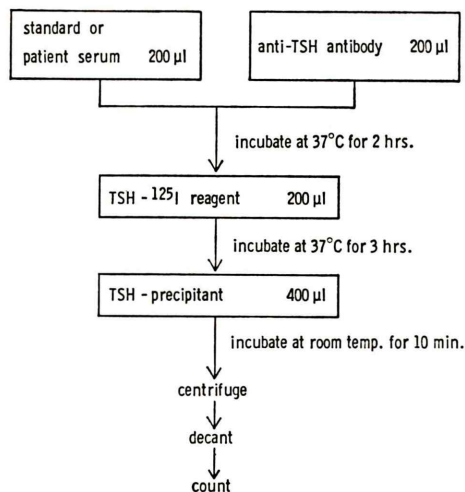 standard or
patient serum 200 µl
anti-TSH antibody 200 µl
incubate at 37°C for 2 hrs.
TSH - 125I reagent 200 µl
incubate at 37°C for 3 hrs.
TSH - precipitant 400 µl
incubate at room temp. for 10 min.
centrifuge
decant
count